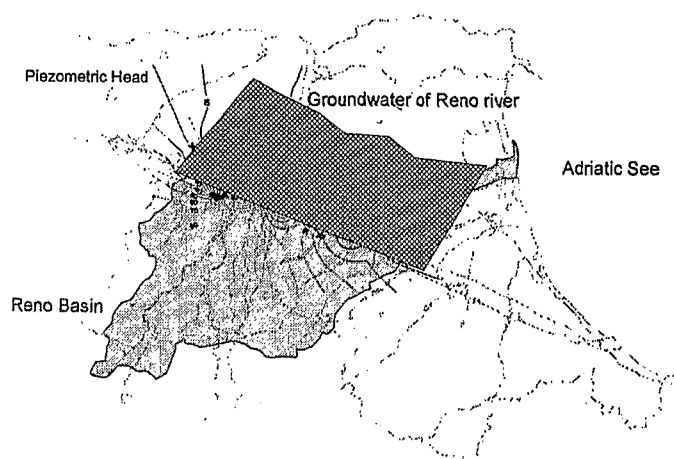 Piezometric Head
Groundwater of Reno river
Adriatic See
Reno Basin